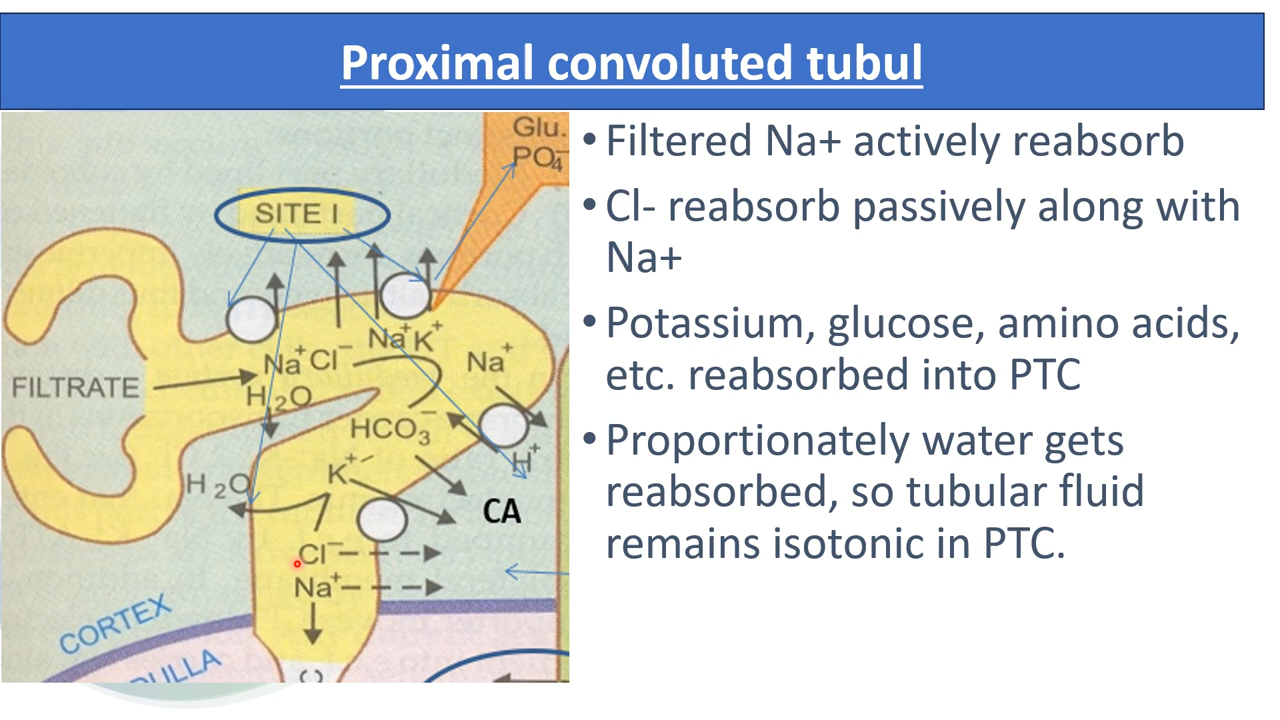 Proximal convoluted tubul
Glu.
PO4–
SITE I
Na+ Cl–
Na+ K+
Na+
FILTRATE
H2O
HCO3–
H+
K+
H2O
CA
Cl–
Na+
CORTEX
DULLA
C
• Filtered Na+ actively reabsorb
• Cl- reabsorb passively along with
Na+
• Potassium, glucose, amino acids,
etc. reabsorbed into PTC
• Proportionately water gets
reabsorbed, so tubular fluid
remains isotonic in PTC.